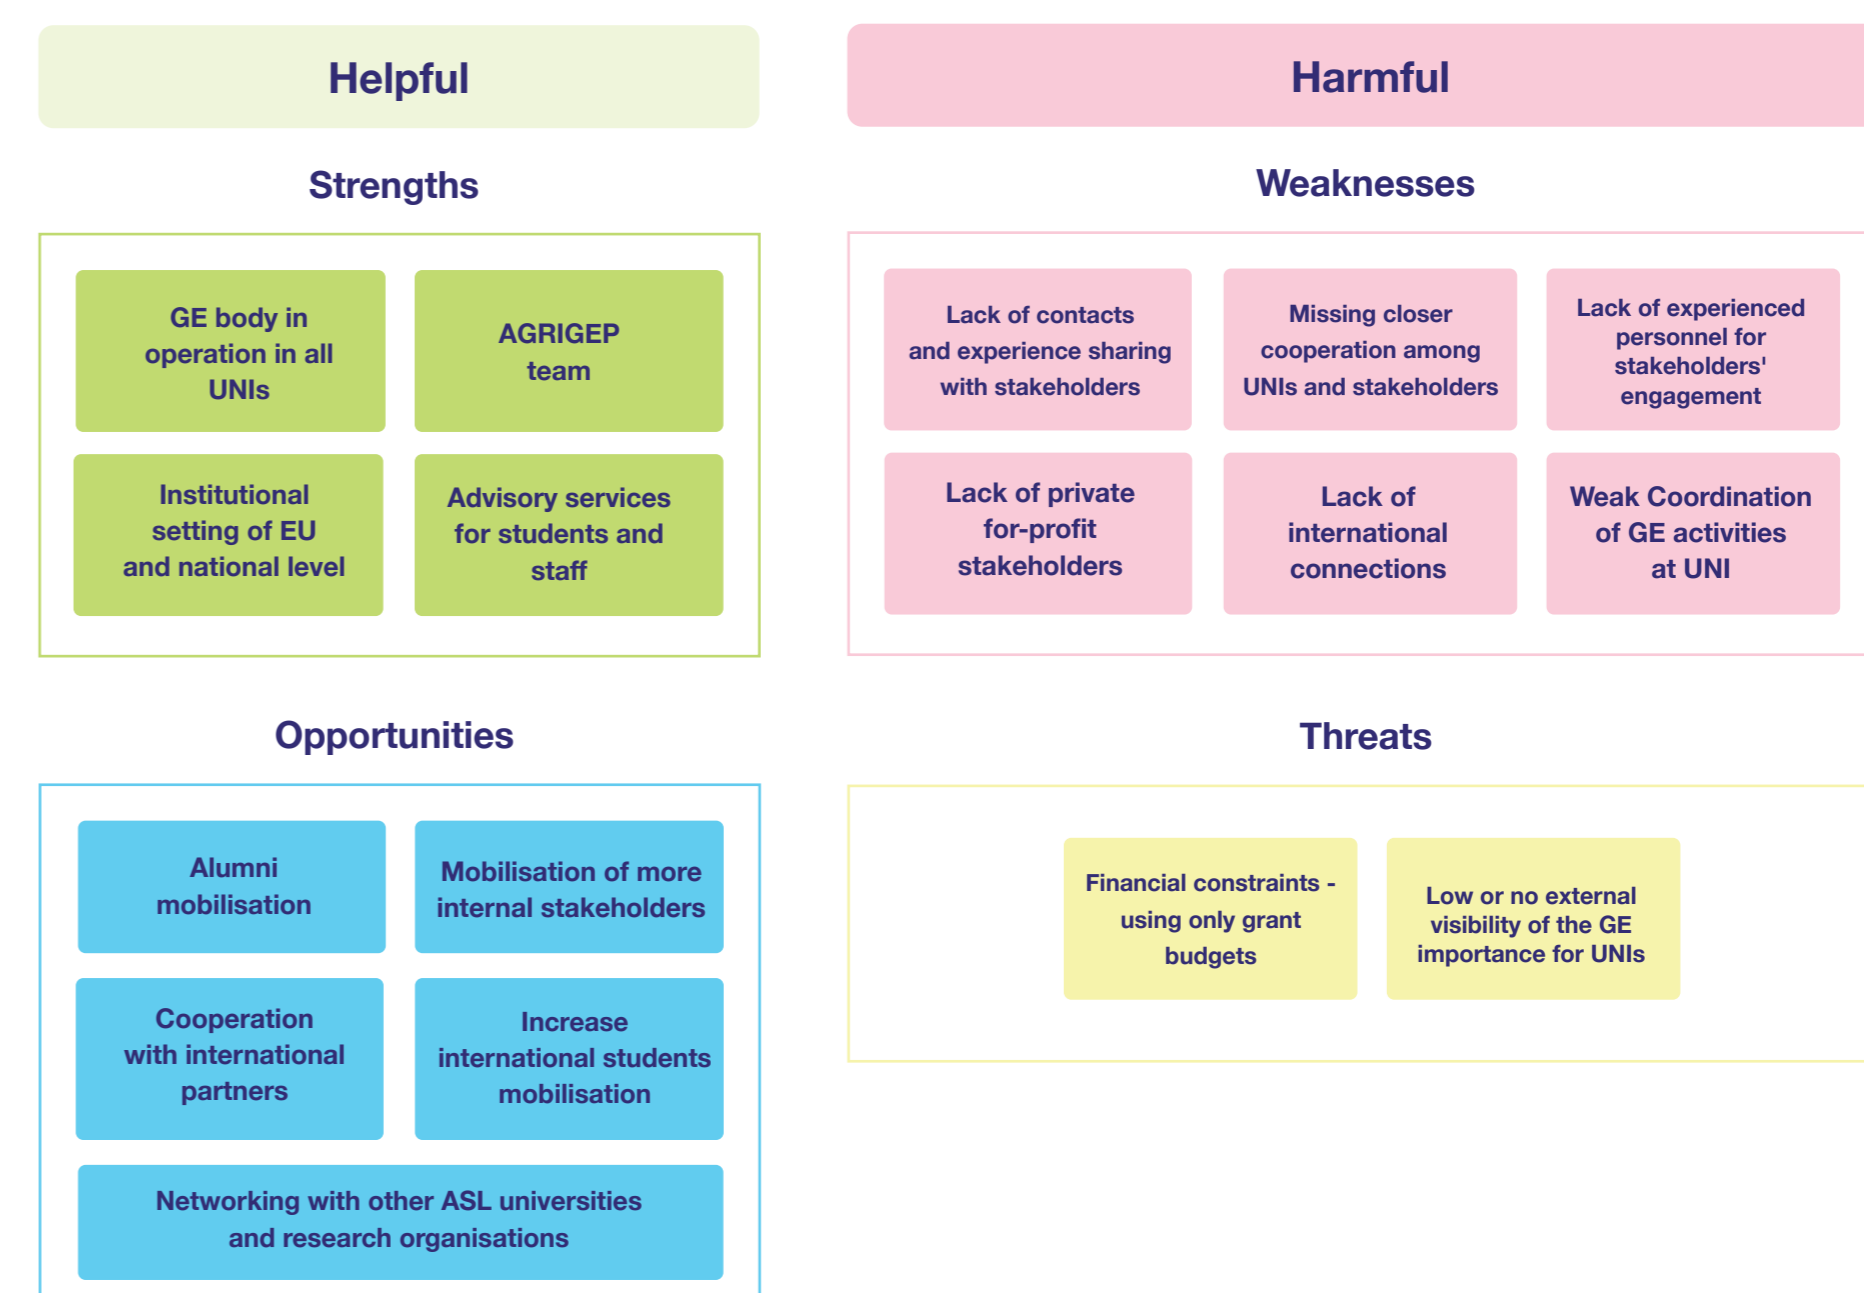 Helpful
Harmful
Strengths
GE body in
operation in all
UNIs
AGRIGEP
team
Institutional
setting of EU
and national level
Advisory services
for students and
staff
Weaknesses
Lack of contacts
and experience sharing
with stakeholders
Missing closer
cooperation among
UNIs and stakeholders
Lack of experienced
personnel for
stakeholders'
engagement
Lack of private
for-profit
stakeholders
Lack of
international
connections
Weak Coordination
of GE activities
at UNI
Opportunities
Alumni
mobilisation
Mobilisation of more
internal stakeholders
Cooperation
with international
partners
Increase
international students
mobilisation
Networking with other ASL universities
and research organisations
Threats
Financial constraints -
using only grant
budgets
Low or no external
visibility of the GE
importance for UNIs